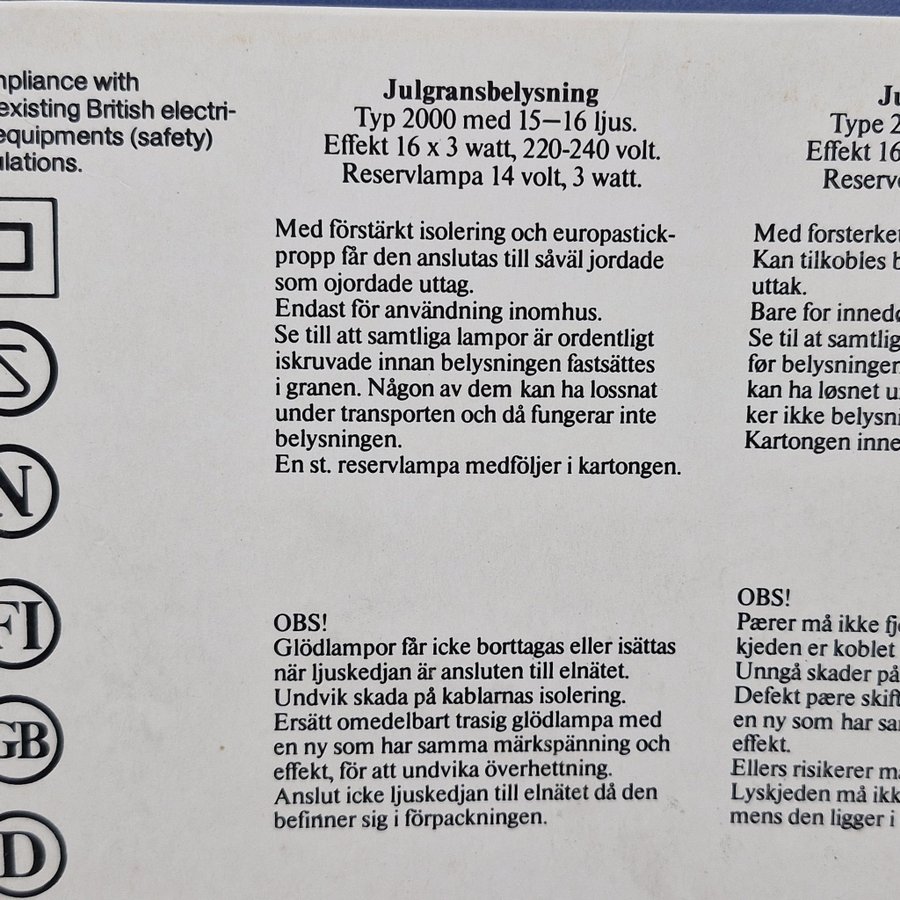 mpliance with
existing British electri-
equipments (safety)
ulations.
N
FI
GB
D
Julgransbelysning
Typ 2000 med 15—16 ljus.
Effekt 16 x 3 watt, 220-240 volt.
Reservlampa 14 volt, 3 watt.
Med förstärkt isolering och europastick-
propp får den anslutas till såväl jordade
som ojordade uttag.
Endast för användning inomhus.
Se till att samtliga lampor är ordentligt
iskruvade innan belysningen fastsättes
i granen. Någon av dem kan ha lossnat
under transporten och då fungerar inte
belysningen.
En st. reservlampa medföljer i kartongen.
OBS!
Glödlampor får icke borttagas eller isättas
när ljuskedjan är ansluten till elnätet.
Undvik skada på kablarnas isolering.
Ersätt omedelbart trasig glödlampa med
en ny som har samma märkspänning och
effekt, för att undvika överhettning.
Anslut icke ljuskedjan till elnätet då den
befinner sig i förpackningen.
Ju
Type 2
Effekt 16
Reserv
Med forsterket
Kan tilkobles b
uttak.
Bare for innedø
Se til at samtlig
før belysningen
kan ha løsnet u
ker ikke belysni
Kartongen inne
OBS!
Pærer må ikke fj
kjeden er koblet
Unngå skader på
Defekt pære skift
en ny som har sa
effekt.
Ellers risikerer m
Lyskjeden må ikk
mens den ligger i